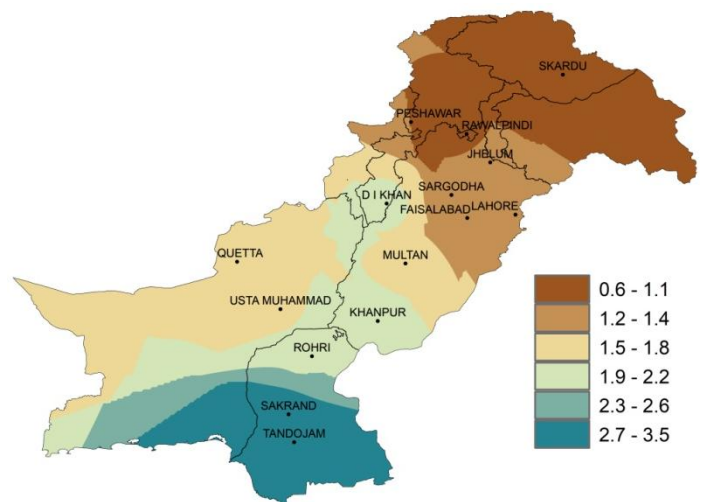 SKARDU
PESHAWAR
RAWALPINDI
JHELUM
SARGODHA
D I KHAN
FAISALABAD
LAHORE
QUETTA
MULTAN
USTA MUHAMMAD
KHANPUR
ROHRI
SAKRAND
TANDOJAM
0.6 - 1.1
1.2 - 1.4
1.5 - 1.8
1.9 - 2.2
2.3 - 2.6
2.7 - 3.5